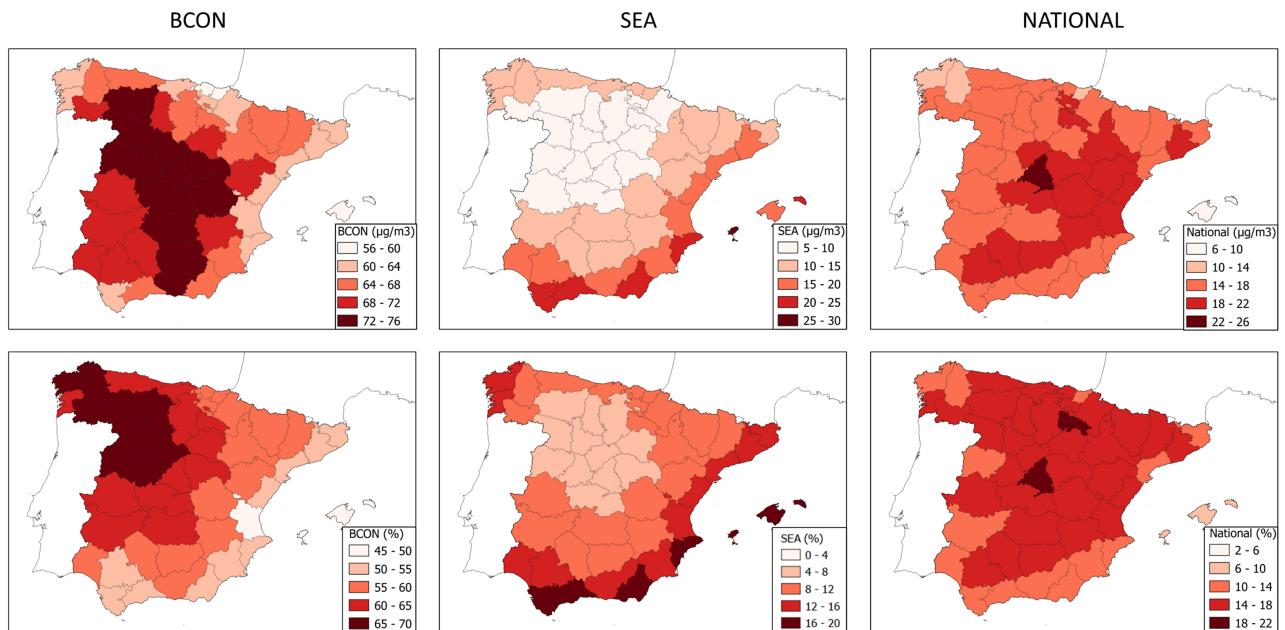 BCON
SEA
NATIONAL
BCON (µg/m3)
56 - 60
60 - 64
64 - 68
68 - 72
72 - 76
SEA (µg/m3)
5 - 10
10 - 15
15 - 20
20 - 25
25 - 30
National (µg/m3)
6 - 10
10 - 14
14 - 18
18 - 22
22 - 26
BCON (%)
45 - 50
50 - 55
55 - 60
60 - 65
65 - 70
SEA (%)
0 - 4
4 - 8
8 - 12
12 - 16
16 - 20
National (%)
2 - 6
6 - 10
10 - 14
14 - 18
18 - 22